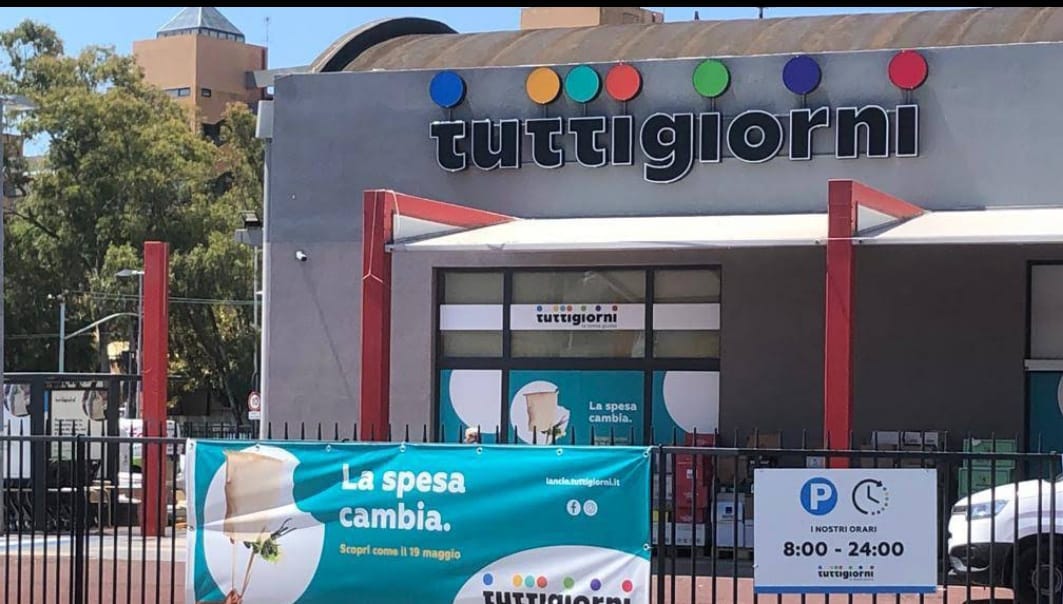 tuttigiorni
tuttigiorni
La spesa
cambia.
La spesa
cambia.
Scopri come il 19 maggio
lancio.tuttigiorni.it
tuttigiorni
P
I NOSTRI ORARI
8:00 - 24:00
tuttigiorni